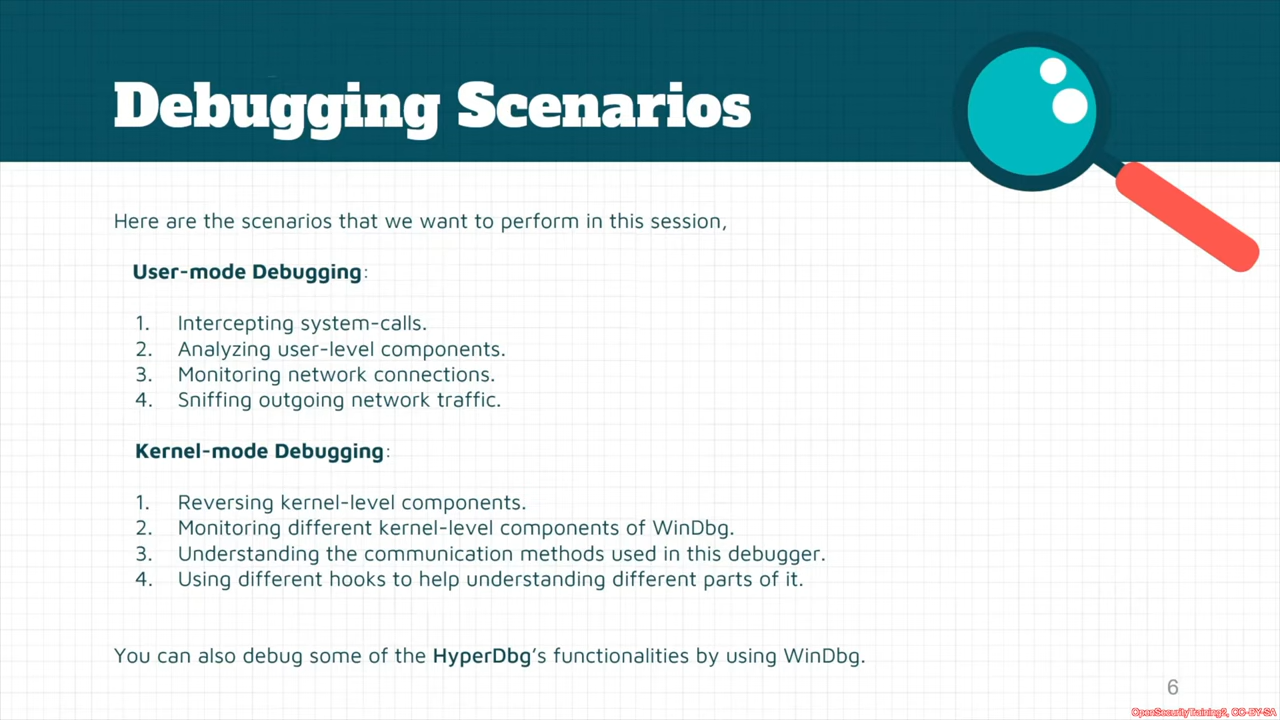 Debugging Scenarios
Here are the scenarios that we want to perform in this session,
User-mode Debugging:
1. Intercepting system-calls.
2. Analyzing user-level components.
3. Monitoring network connections.
4. Sniffing outgoing network traffic.
Kernel-mode Debugging:
1. Reversing kernel-level components.
2. Monitoring different kernel-level components of WinDbg.
3. Understanding the communication methods used in this debugger.
4. Using different hooks to help understanding different parts of it.
You can also debug some of the HyperDbg’s functionalities by using WinDbg.
6
OpenSecurityTraining2, CC-BY-SA